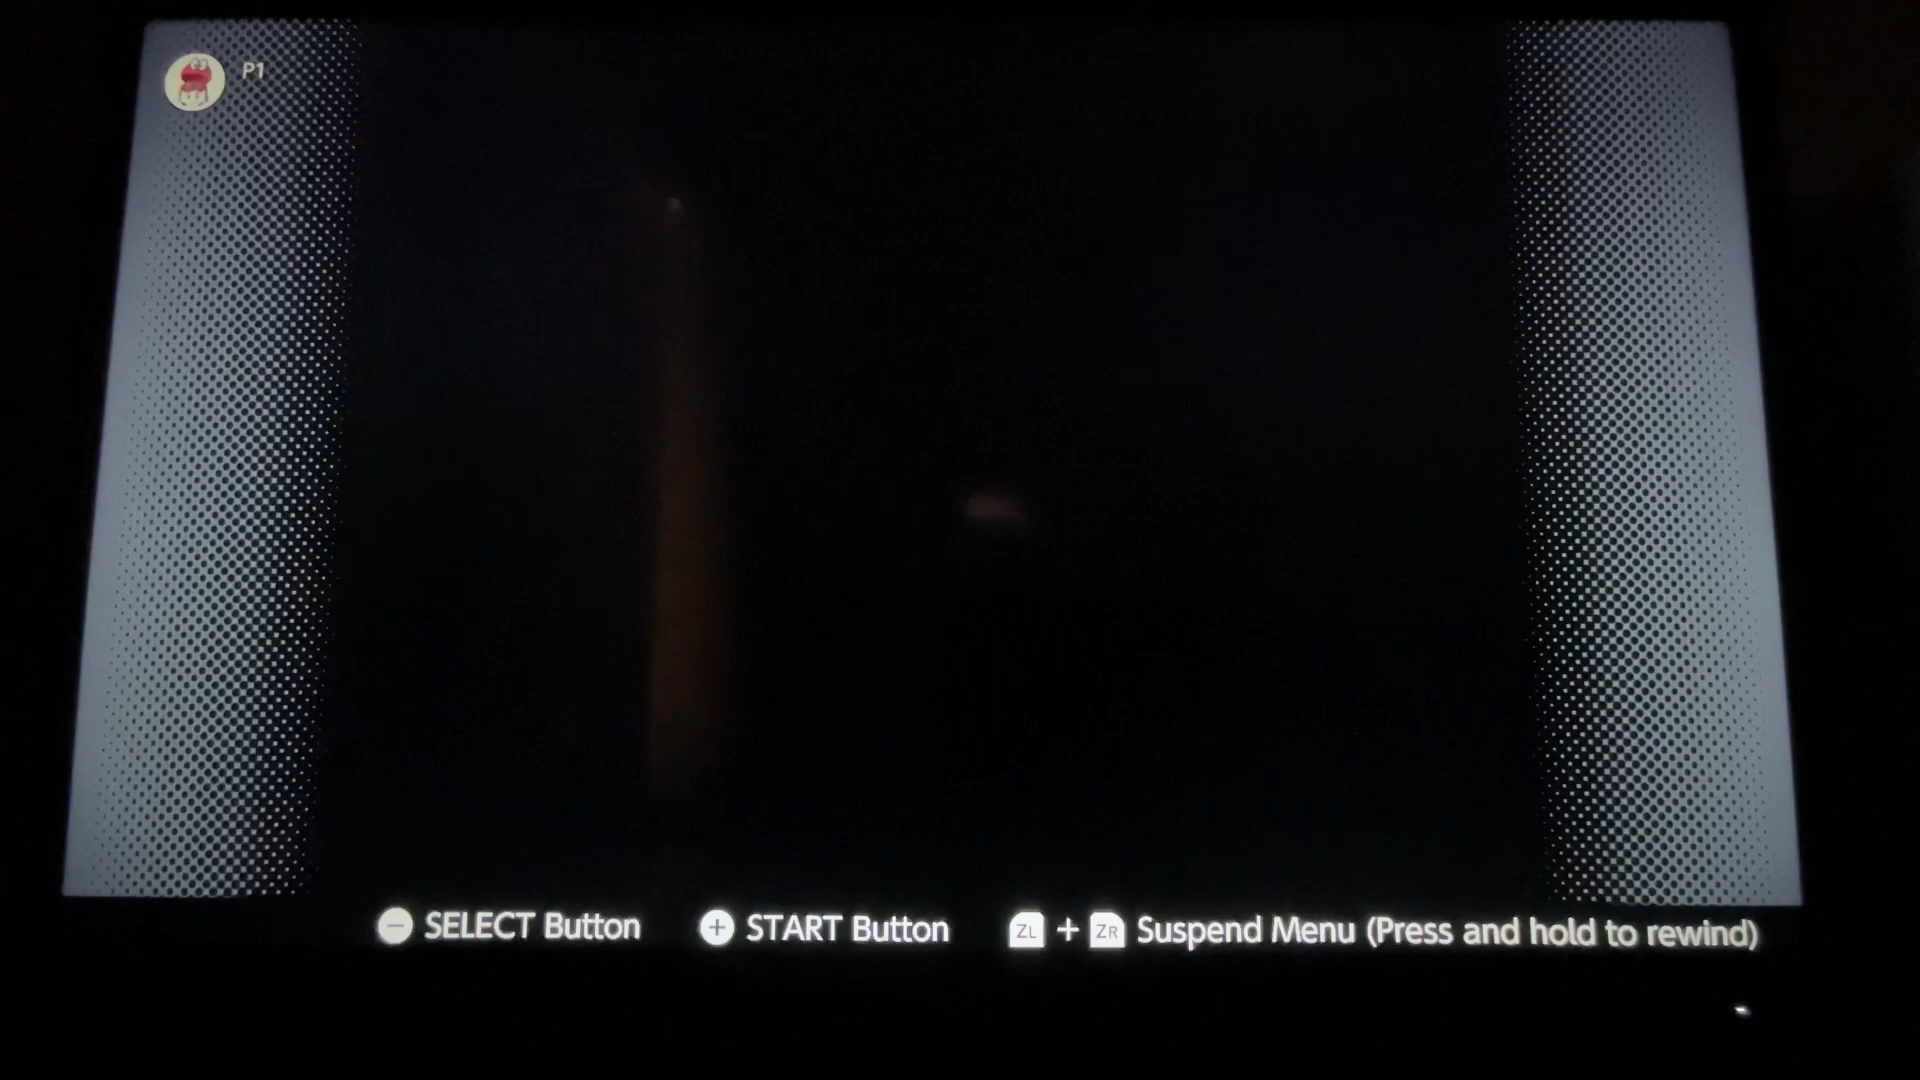 P1
SELECT Button START Button ZL + ZR Suspend Menu (Press and hold to rewind)